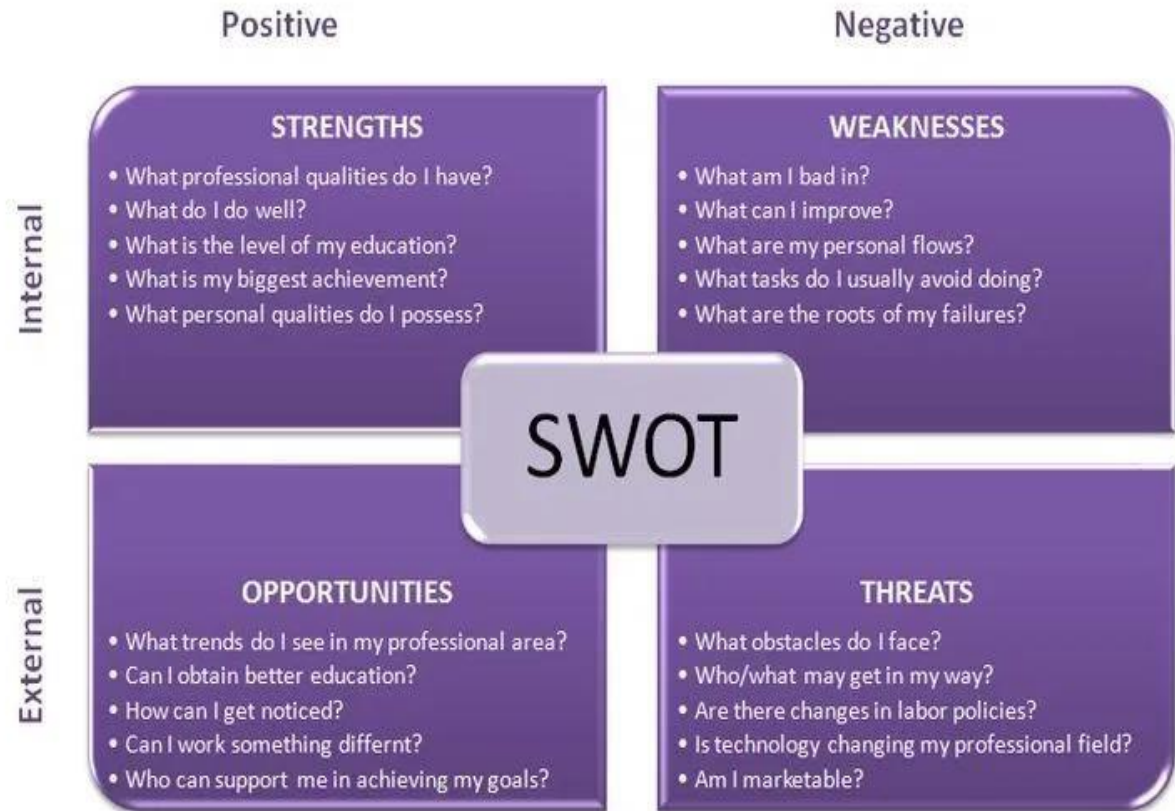 Positive
Negative
Internal
STRENGTHS
• What professional qualities do I have?
• What do I do well?
• What is the level of my education?
• What is my biggest achievement?
• What personal qualities do I possess?
WEAKNESSES
• What am I bad in?
• What can I improve?
• What are my personal flows?
• What tasks do I usually avoid doing?
• What are the roots of my failures?
SWOT
External
OPPORTUNITIES
• What trends do I see in my professional area?
• Can I obtain better education?
• How can I get noticed?
• Can I work something differnt?
• Who can support me in achieving my goals?
THREATS
• What obstacles do I face?
• Who/what may get in my way?
• Are there changes in labor policies?
• Is technology changing my professional field?
• Am I marketable?